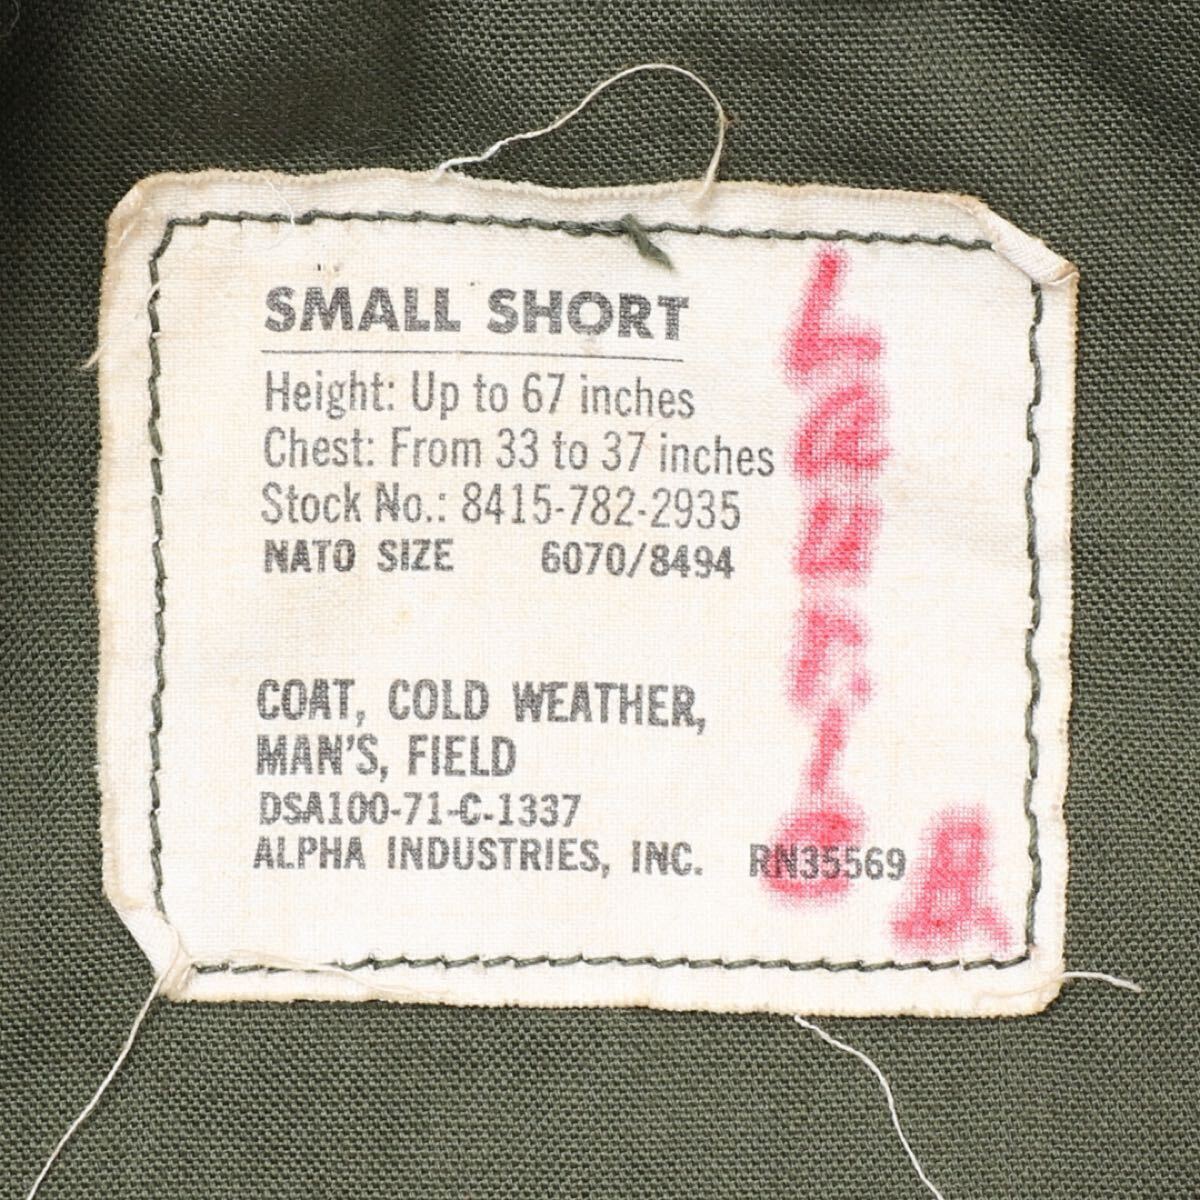 SMALL SHORT
Height: Up to 67 inches
Chest: From 33 to 37 inches
Stock No.: 8415-782-2935
NATO SIZE 6070/8494
COAT, COLD WEATHER,
MAN'S, FIELD
DSA100-71-C-1337
ALPHA INDUSTRIES, INC. RN35569